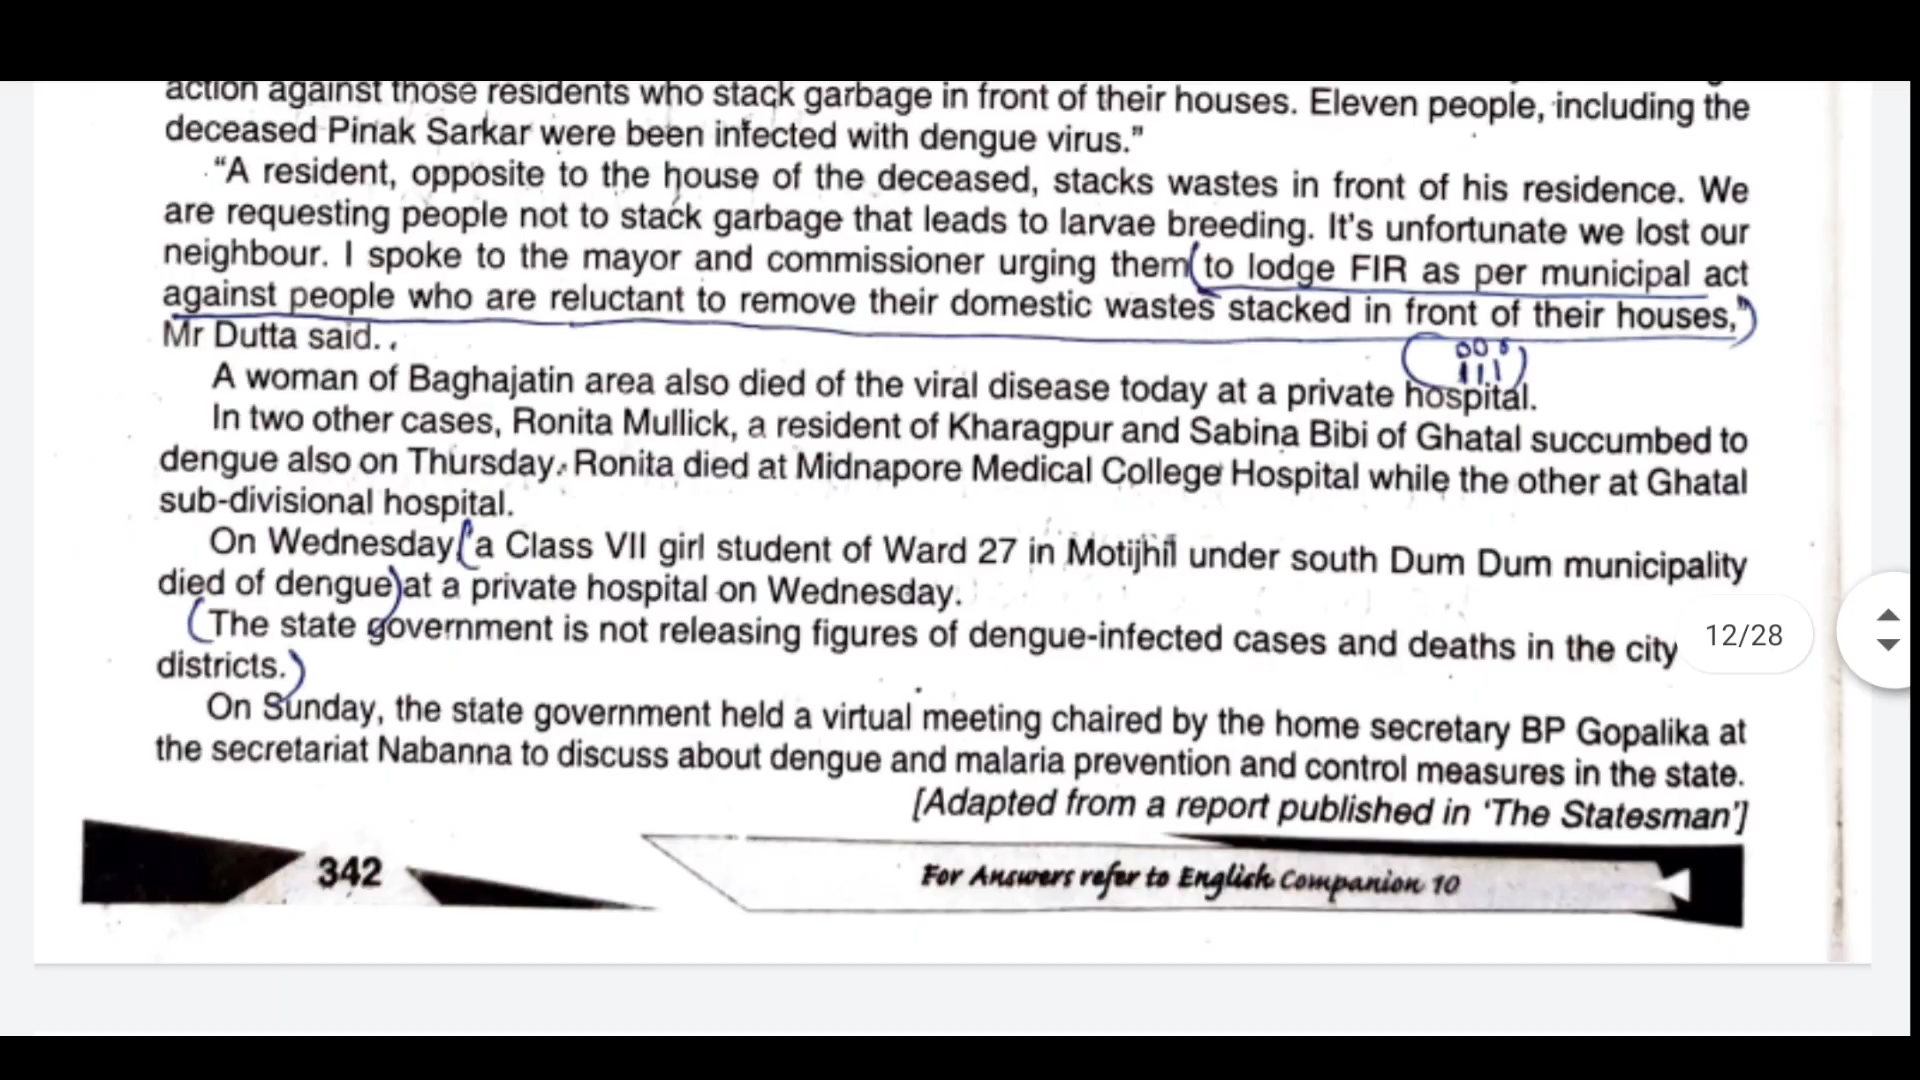 action against those residents who stack garbage in front of their houses. Eleven people, including the
deceased Pinak Sarkar were been infected with dengue virus.”
“A resident, opposite to the house of the deceased, stacks wastes in front of his residence. We
are requesting people not to stack garbage that leads to larvae breeding. It's unfortunate we lost our
neighbour. I spoke to the mayor and commissioner urging them to lodge FIR as per municipal act
against people who are reluctant to remove their domestic wastes stacked in front of their houses,”
Mr Dutta said.
A woman of Baghajatin area also died of the viral disease today at a private hospital.
In two other cases, Ronita Mullick, a resident of Kharagpur and Sabina Bibi of Ghatal succumbed to
dengue also on Thursday. Ronita died at Midnapore Medical College Hospital while the other at Ghatal
sub-divisional hospital.
On Wednesday, a Class VII girl student of Ward 27 in Motijhil under south Dum Dum municipality
died of dengue at a private hospital on Wednesday.
The state government is not releasing figures of dengue-infected cases and deaths in the city
12/28
districts.
On Sunday, the state government held a virtual meeting chaired by the home secretary BP Gopalika at
the secretariat Nabanna to discuss about dengue and malaria prevention and control measures in the state.
[Adapted from a report published in ‘The Statesman’]
342
For Answers refer to English Companion 10